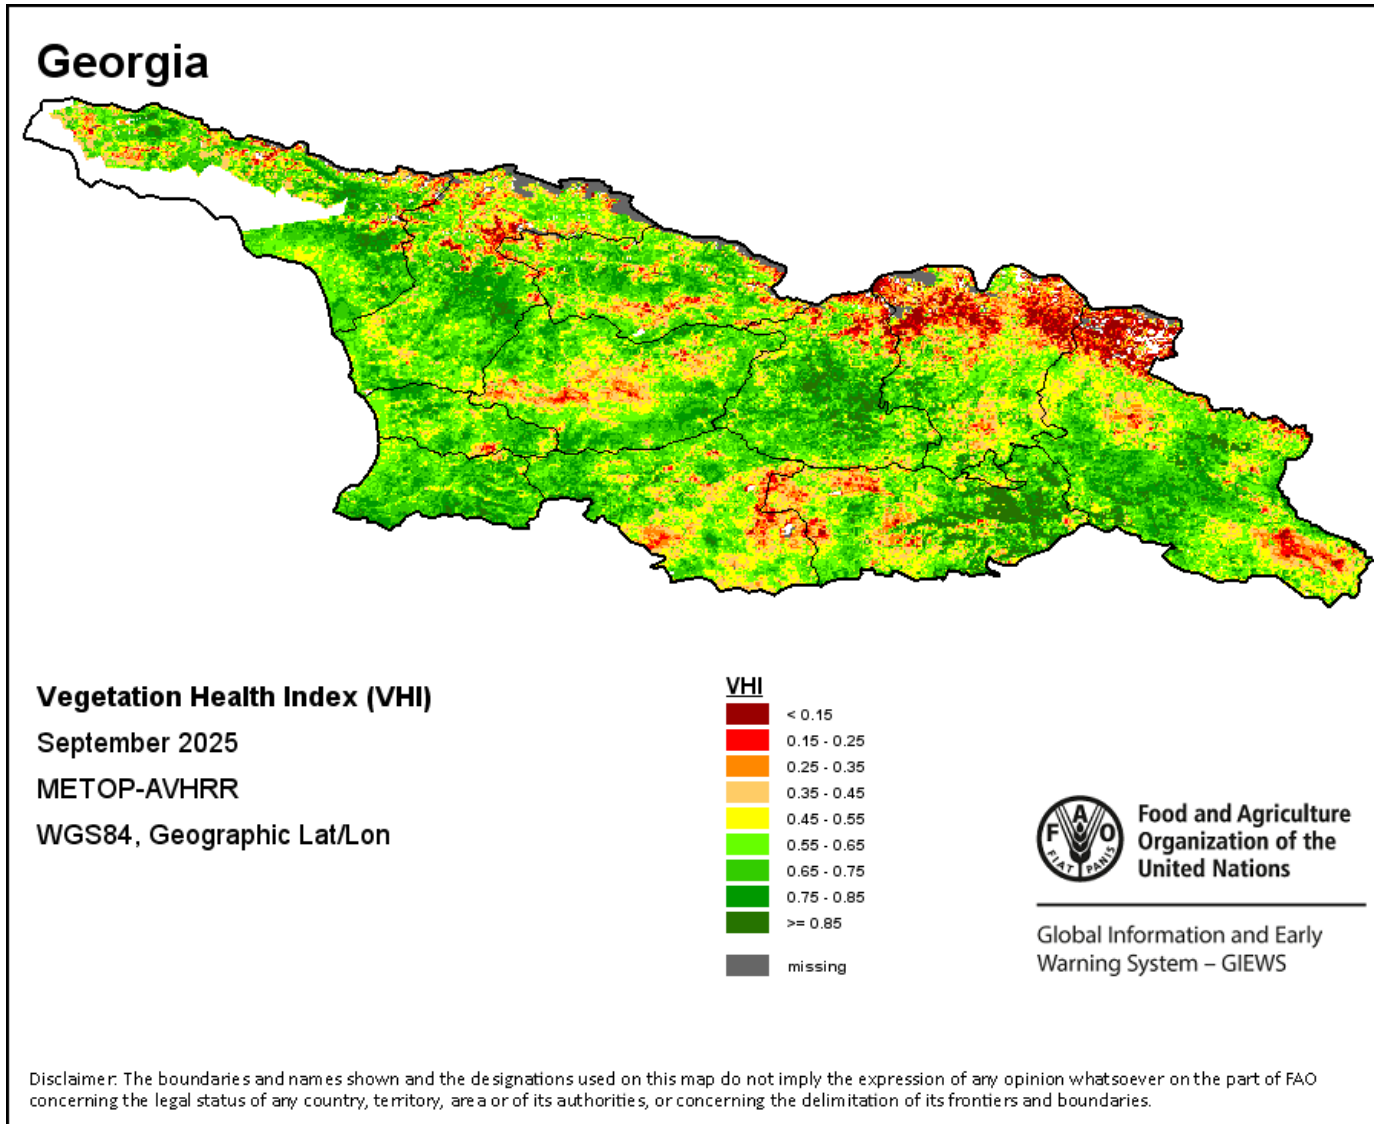 Georgia
Vegetation Health Index (VHI)
September 2025
METOP-AVHRR
WGS84, Geographic Lat/Lon
VHI
< 0.15
0.15 - 0.25
0.25 - 0.35
0.35 - 0.45
0.45 - 0.55
0.55 - 0.65
0.65 - 0.75
0.75 - 0.85
>= 0.85
missing
F A O
FIAT PANIS
Food and Agriculture
Organization of the
United Nations
Global Information and Early
Warning System – GIEWS
Disclaimer: The boundaries and names shown and the designations used on this map do not imply the expression of any opinion whatsoever on the part of FAO
concerning the legal status of any country, territory, area or of its authorities, or concerning the delimitation of its frontiers and boundaries.